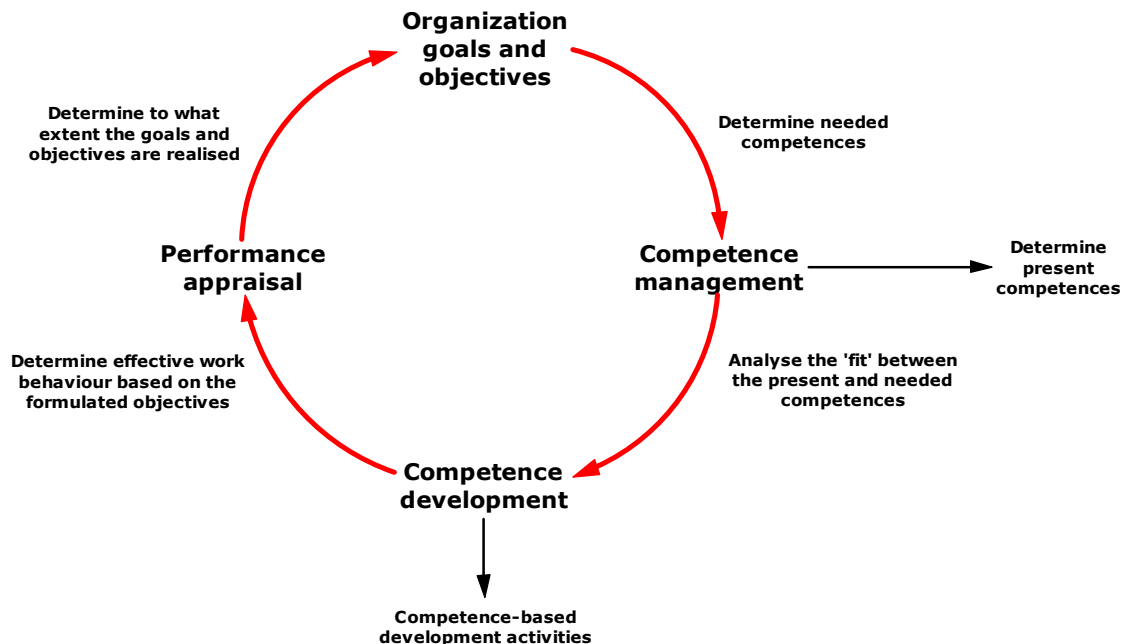 Organization
goals and
objectives
Determine to what
extent the goals and
objectives are realised
Determine needed
competences
Performance
appraisal
Competence
management
Determine
present
competences
Determine effective work
behaviour based on the
formulated objectives
Analyse the 'fit' between
the present and needed
competences
Competence
development
Competence-based
development activities